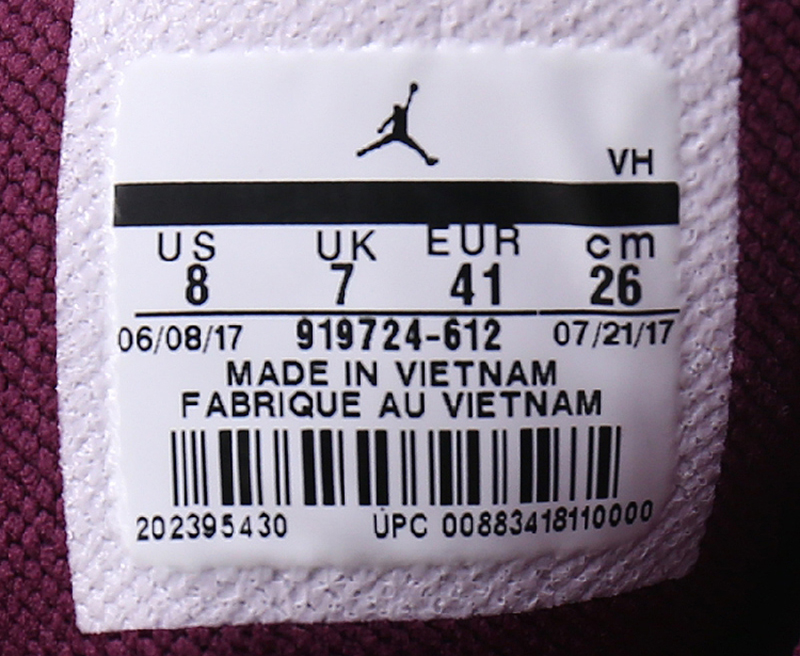 VH
US UK EUR cm
8 7 41 26
06/08/17 919724-612 07/21/17
MADE IN VIETNAM
FABRIQUE AU VIETNAM
202395430 UPC 00883418110000